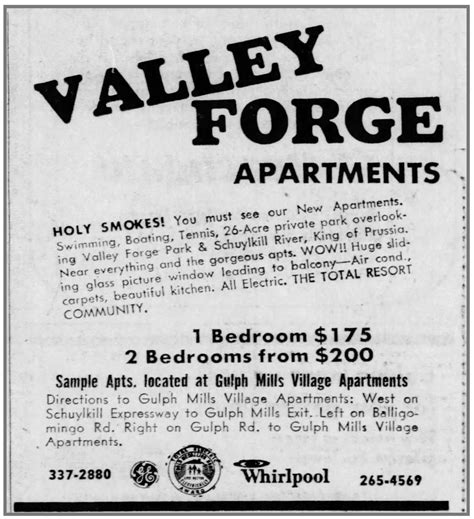 VALLEY
FORGE
APARTMENTS
HOLY SMOKES! You must see our New Apartments.
Swimming, Boating, Tennis, 26-Acre private park overlook-
ing Valley Forge Park & Schuylkill River, King of Prussia.
Near everything and the gorgeous apts. WOW!! Huge slid-
ing glass picture window leading to balcony—Air cond.,
carpets, beautiful kitchen. All Electric. THE TOTAL RESORT
COMMUNITY.
1 Bedroom $175
2 Bedrooms from $200
Sample Apts. located at Gulph Mills Village Apartments
Directions to Gulph Mills Village Apartments: West on
Schuylkill Expressway to Gulph Mills Exit. Left on Balligo-
mingo Rd. Right on Gulph Rd. to Gulph Mills Village
Apartments.
337-2880 GE AWARD Whirlpool 265-4569